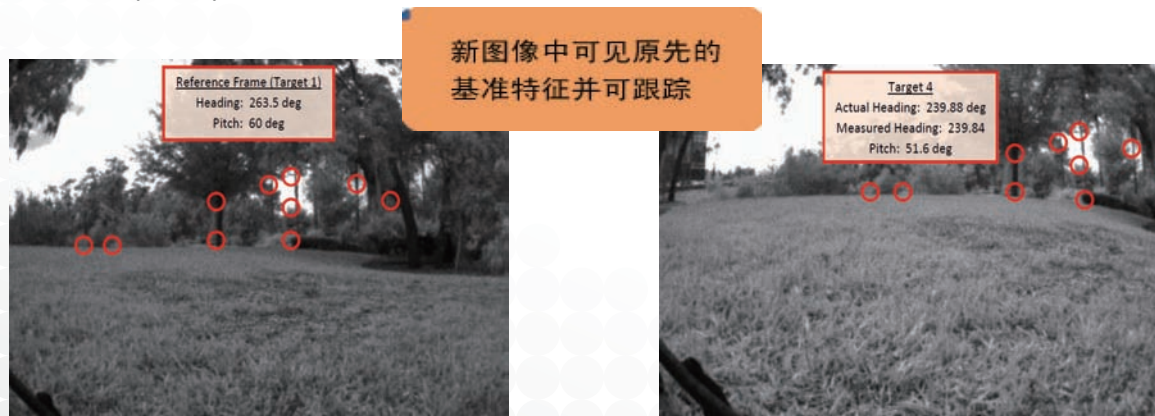 新图像中可见原先的
基准特征并可跟踪
Reference Frame (Target 1)
Heading: 263.5 deg
Pitch: 60 deg
Target 4
Actual Heading: 239.88 deg
Measured Heading: 239.84
Pitch: 51.6 deg